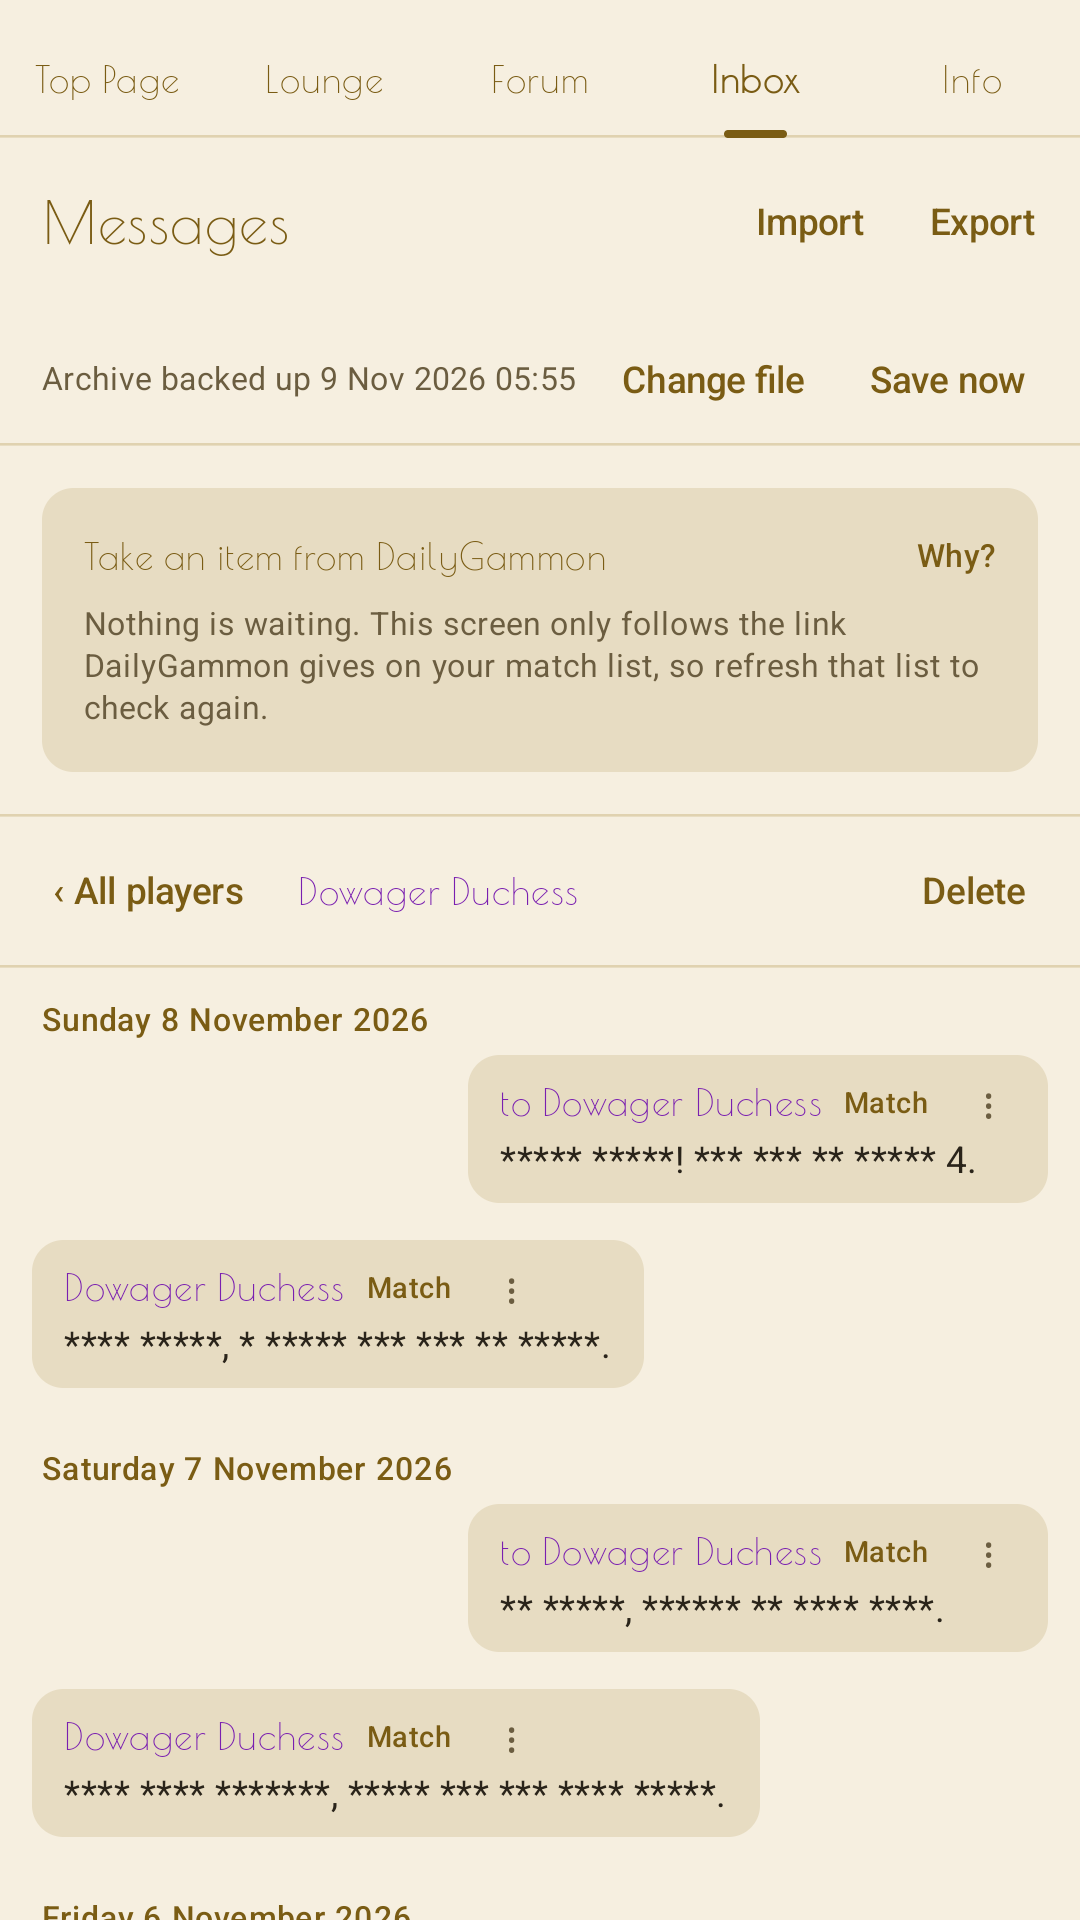 Top Page Lounge Forum Inbox Info
Messages Import Export
Archive backed up 9 Nov 2026 05:55 Change file Save now
Take an item from DailyGammon Why?
Nothing is waiting. This screen only follows the link
DailyGammon gives on your match list, so refresh that list to
check again.
‹ All players Dowager Duchess Delete
Sunday 8 November 2026
to Dowager Duchess Match
***** *****! *** *** ** ***** 4.
Dowager Duchess Match
**** *****, * ***** *** *** ** *****.
Saturday 7 November 2026
to Dowager Duchess Match
** *****, ****** ** **** ****.
Dowager Duchess Match
**** **** *******, ***** *** *** **** *****.
Friday 6 November 2026